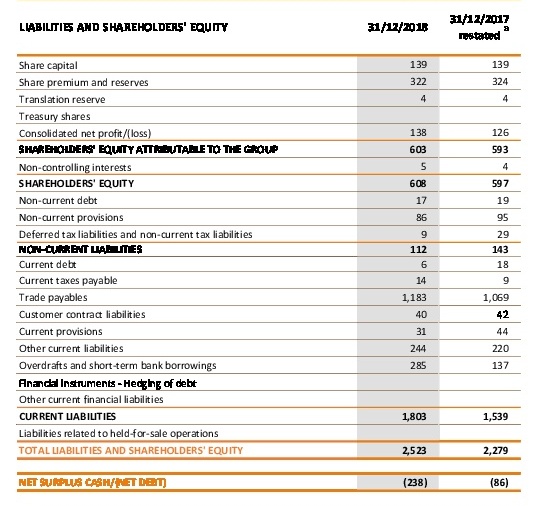 LIABILITIES AND SHAREHOLDERS' EQUITY 31/12/2018 31/12/2017 restated a
Share capital 139 139
Share premium and reserves 322 324
Translation reserve 4 4
Treasury shares
Consolidated net profit/(loss) 138 126
SHAREHOLDERS' EQUITY ATTRIBUTABLE TO THE GROUP 603 593
Non-controlling interests 5 4
SHAREHOLDERS' EQUITY 608 597
Non-current debt 17 19
Non-current provisions 86 95
Deferred tax liabilities and non-current tax liabilities 9 29
NON-CURRENT LIABILITIES 112 143
Current debt 6 18
Current taxes payable 14 9
Trade payables 1,183 1,069
Customer contract liabilities 40 42
Current provisions 31 44
Other current liabilities 244 220
Overdrafts and short-term bank borrowings 285 137
Financial instruments - Hedging of debt
Other current financial liabilities
CURRENT LIABILITIES 1,803 1,539
Liabilities related to held-for-sale operations
TOTAL LIABILITIES AND SHAREHOLDERS' EQUITY 2,523 2,279
NET SURPLUS CASH/(NET DEBT) (238) (86)